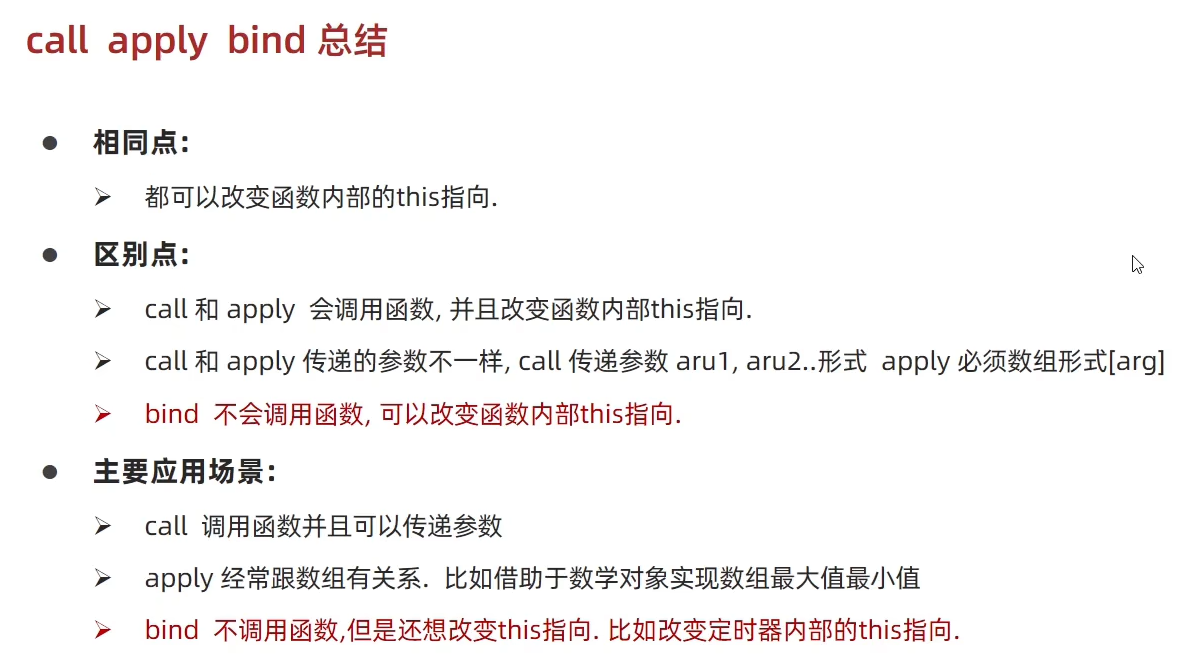 call apply bind 总结
相同点:
都可以改变函数内部的this指向.
区别点:
call 和 apply 会调用函数, 并且改变函数内部this指向.
call 和 apply 传递的参数不一样, call 传递参数 aru1, aru2..形式 apply 必须数组形式[arg]
bind 不会调用函数, 可以改变函数内部this指向.
主要应用场景:
call 调用函数并且可以传递参数
apply 经常跟数组有关系. 比如借助于数学对象实现数组最大值最小值
bind 不调用函数,但是还想改变this指向. 比如改变定时器内部的this指向.